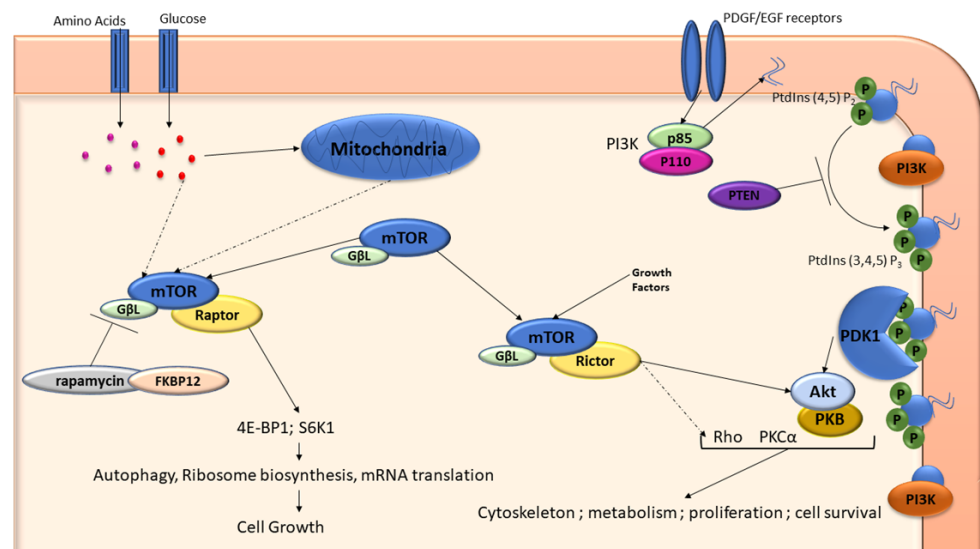 Amino Acids
Glucose
PDGF/EGF receptors
PtdIns (4,5) P2
P
P
PI3K
p85
P110
PI3K
Mitochondria
PTEN
P
P
P
PtdIns (3,4,5) P3
mTOR
GβL
mTOR
GβL
Raptor
Growth
Factors
mTOR
GβL
Rictor
PDK1
P
P
P
rapamycin
FKBP12
Akt
PKB
P
P
P
4E-BP1; S6K1
Rho PKCα
Autophagy, Ribosome biosynthesis, mRNA translation
PI3K
Cytoskeleton ; metabolism ; proliferation ; cell survival
Cell Growth